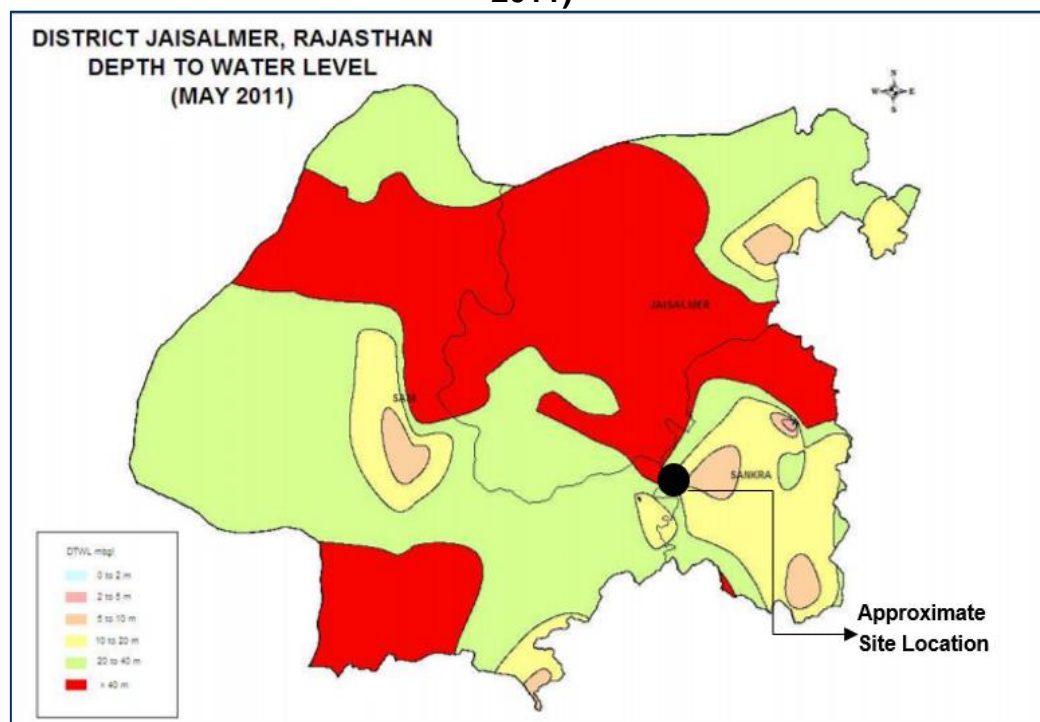 2011)
DISTRICT JAISALMER, RAJASTHAN
DEPTH TO WATER LEVEL
(MAY 2011)
N
W E
S
JAISALMER
SAM
SANKRA
DTWL mbgl
0 to 2 m
2 to 5 m
5 to 10 m
10 to 20 m
20 to 40 m
> 40 m
Approximate
Site Location